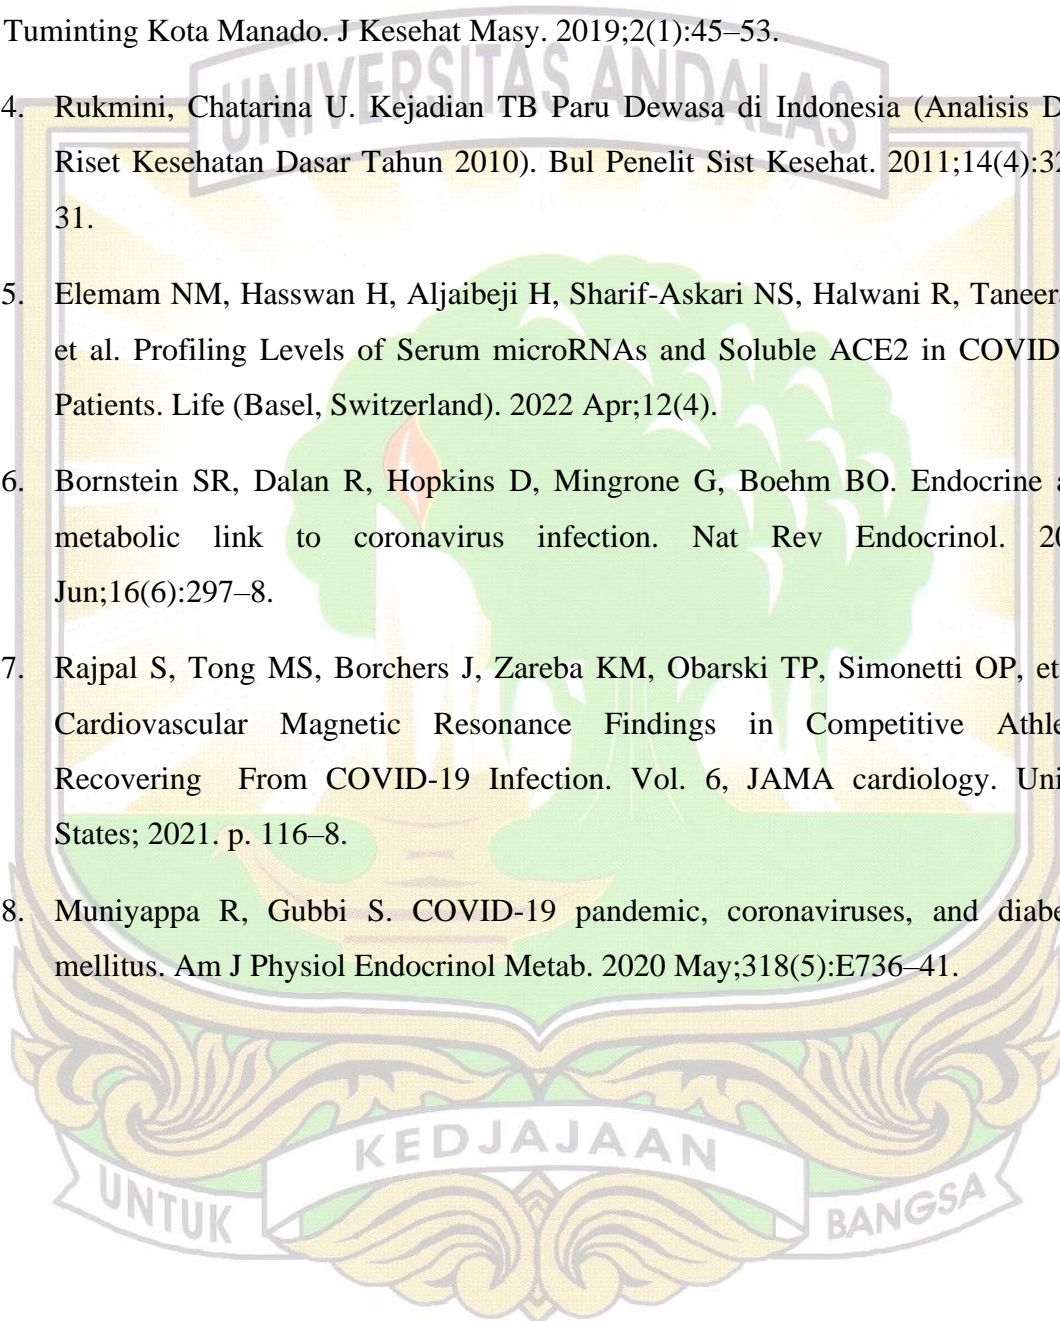 Tuminting Kota Manado. J Kesehat Masy. 2019;2(1):45–53.
UNIVERSITAS ANDALAS
4. Rukmini, Chatarina U. Kejadian TB Paru Dewasa di Indonesia (Analisis
Riset Kesehatan Dasar Tahun 2010). Bul Penelit Sist Kesehat. 2011;14(4):
31.
5. Elemam NM, Hasswan H, Aljaibeji H, Sharif-Askari NS, Halwani R,
et al. Profiling Levels of Serum microRNAs and Soluble ACE2 in COVID
Patients. Life (Basel, Switzerland). 2022 Apr;12(4).
6. Bornstein SR, Dalan R, Hopkins D, Mingrone G, Boehm BO. Endocrine
metabolic link to coronavirus infection. Nat Rev Endocrinol.
Jun;16(6):297–8.
7. Rajpal S, Tong MS, Borchers J, Zareba KM, Obarski TP, Simonetti OP, et
Cardiovascular Magnetic Resonance Findings in Competitive
Recovering From COVID-19 Infection. Vol. 6, JAMA cardiology.
States; 2021. p. 116–8.
8. Muniyappa R, Gubbi S. COVID-19 pandemic, coronaviruses, and
mellitus. Am J Physiol Endocrinol Metab. 2020 May;318(5):E736–41.
KEDJAJAAN
UNTUK
BANGSA